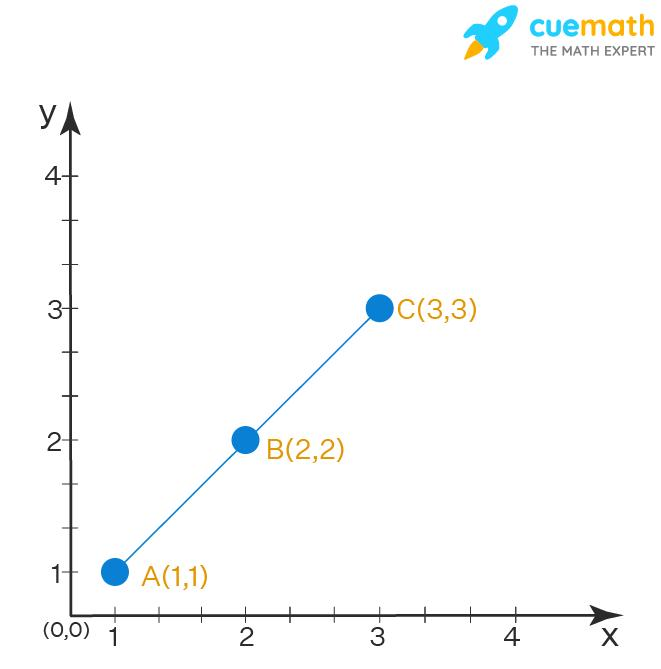 cuemath
THE MATH EXPERT
y
4
3
C(3,3)
2
B(2,2)
1
A(1,1)
(0,0)
1
2
3
4
x